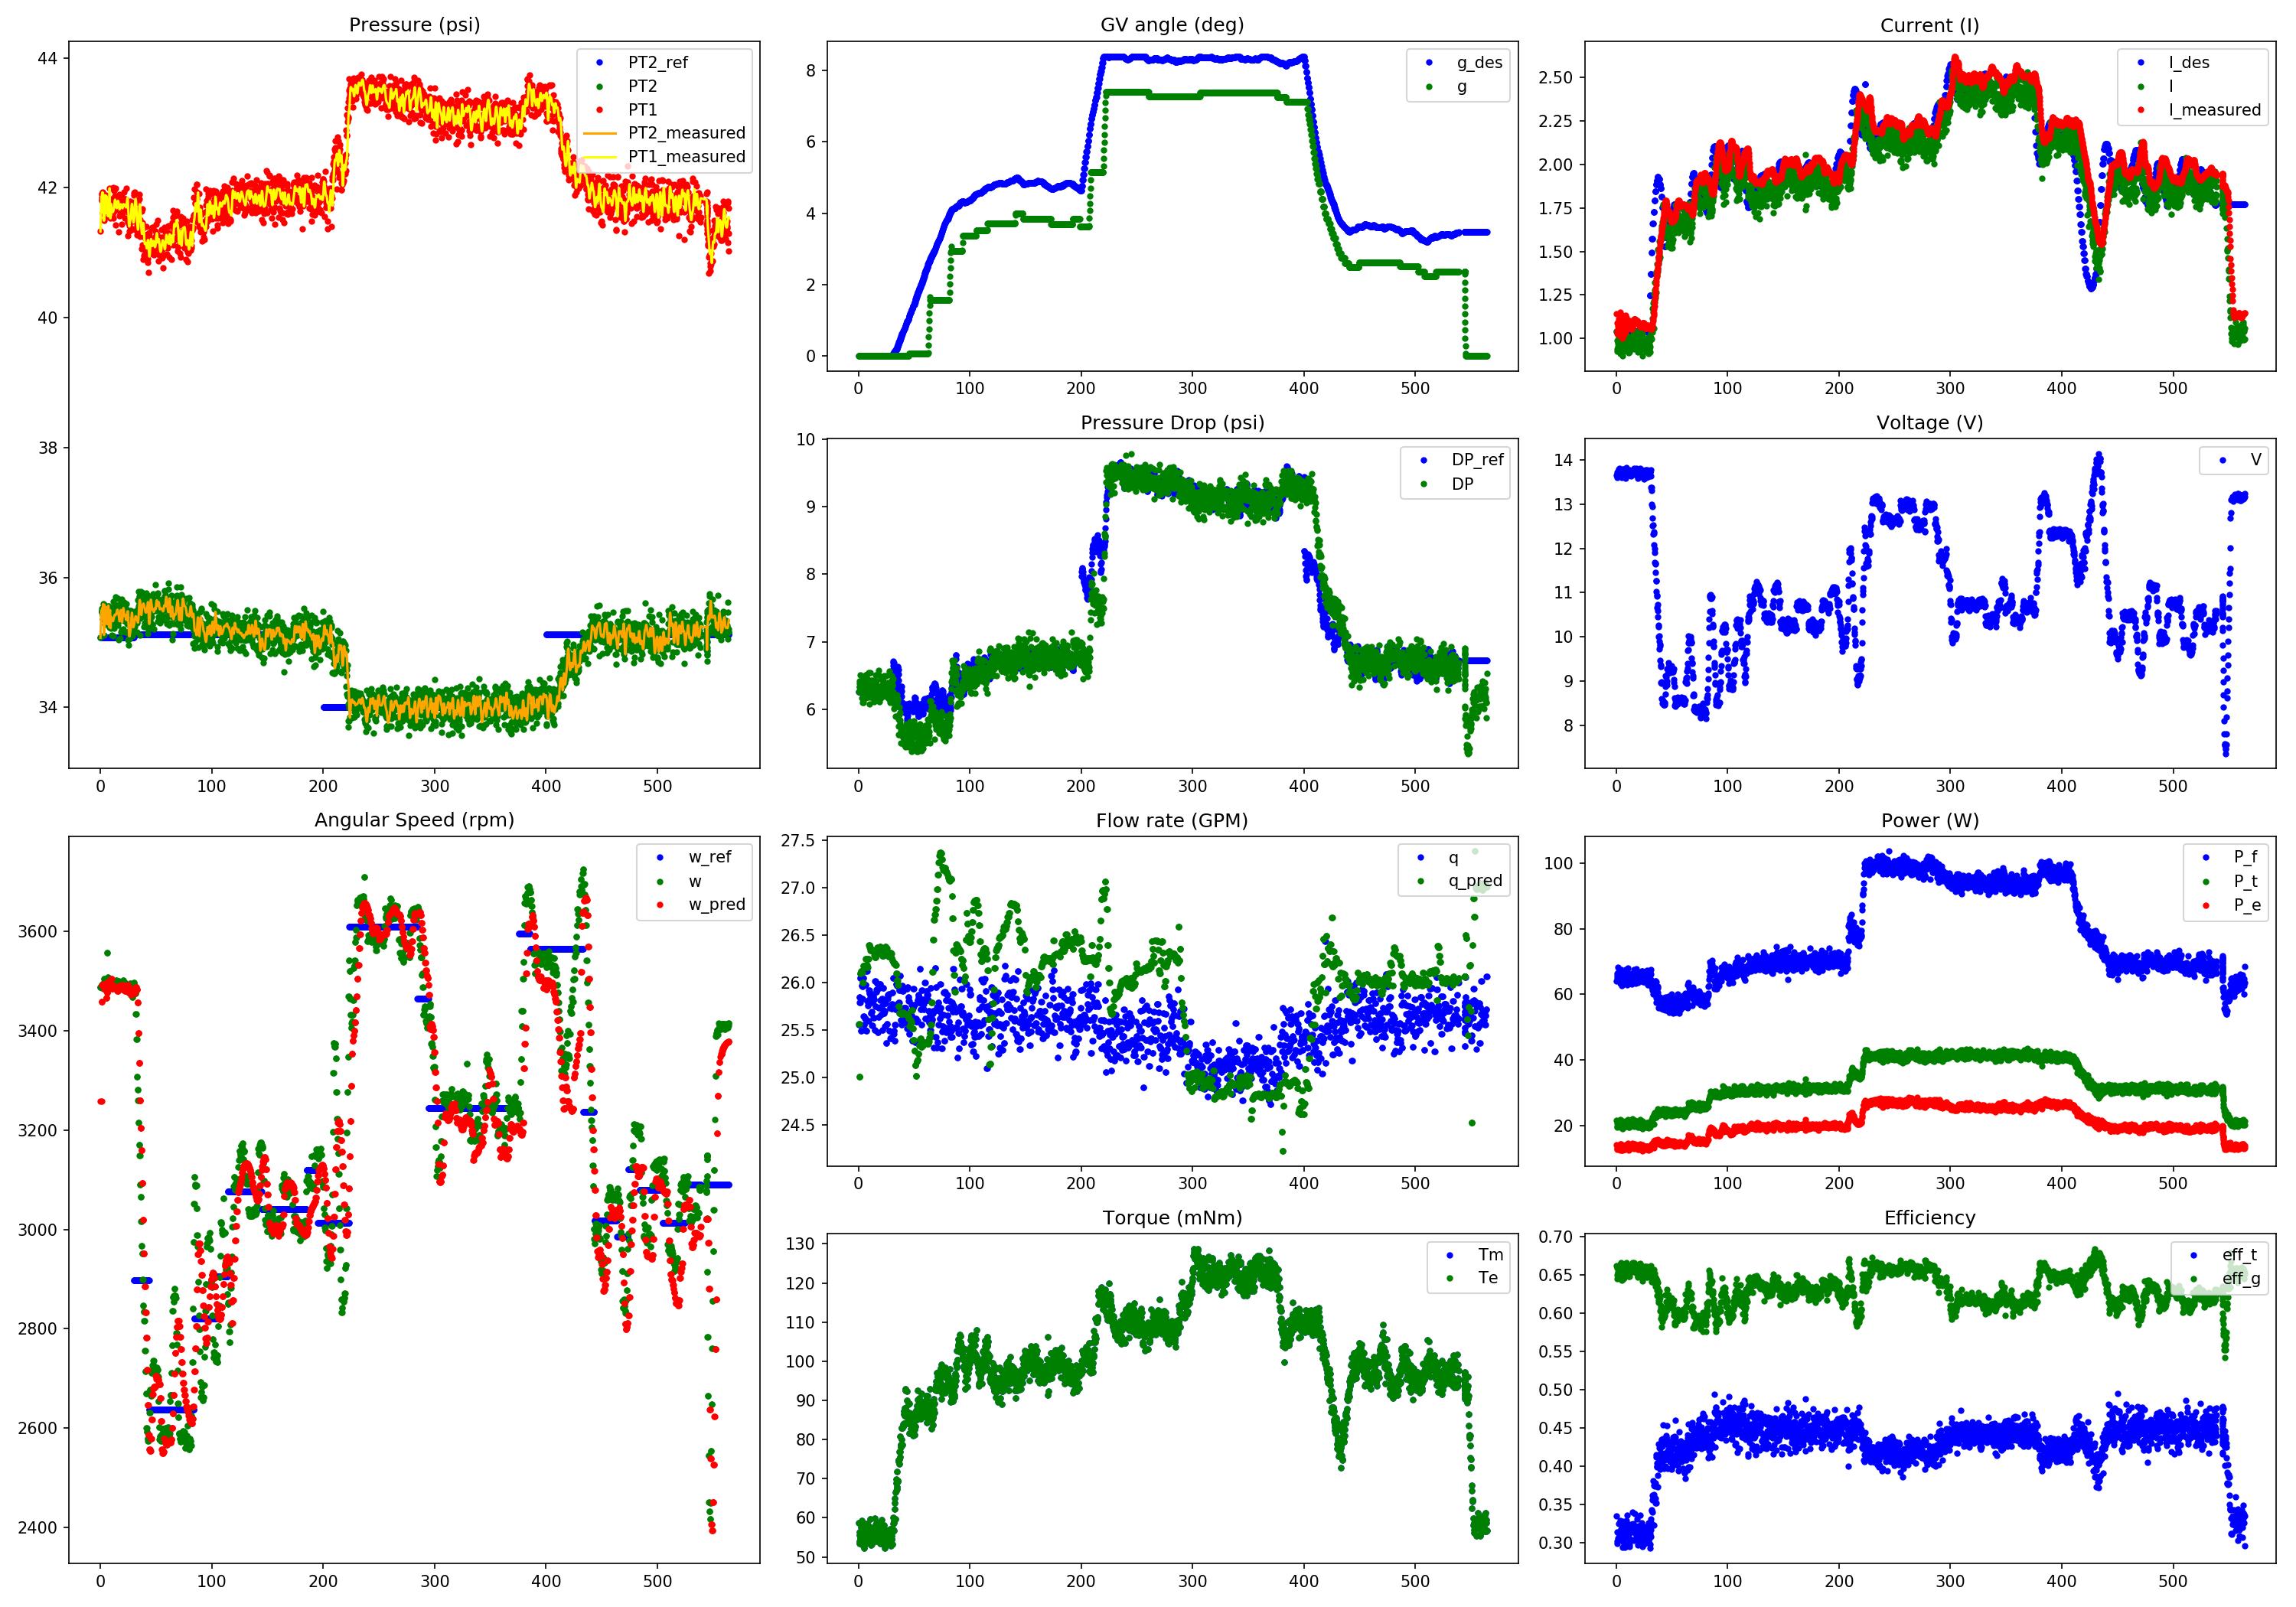 Pressure (psi)
44
42
40
38
36
34
0 100 200 300 400 500
PT2_ref
PT2
PT1
PT2_measured
PT1_measured
GV angle (deg)
8
6
4
2
0
0 100 200 300 400 500
g_des
g
Current (I)
2.50
2.25
2.00
1.75
1.50
1.25
1.00
0 100 200 300 400 500
I_des
I
I_measured
Pressure Drop (psi)
10
9
8
7
6
0 100 200 300 400 500
DP_ref
DP
Voltage (V)
14
13
12
11
10
9
8
0 100 200 300 400 500
V
Angular Speed (rpm)
3600
3400
3200
3000
2800
2600
2400
0 100 200 300 400 500
w_ref
w
w_pred
Flow rate (GPM)
27.5
27.0
26.5
26.0
25.5
25.0
24.5
0 100 200 300 400 500
q
q_pred
Power (W)
100
80
60
40
20
0 100 200 300 400 500
P_f
P_t
P_e
Torque (mNm)
130
120
110
100
90
80
70
60
50
0 100 200 300 400 500
Tm
Te
Efficiency
0.70
0.65
0.60
0.55
0.50
0.45
0.40
0.35
0.30
0 100 200 300 400 500
eff_t
eff_g